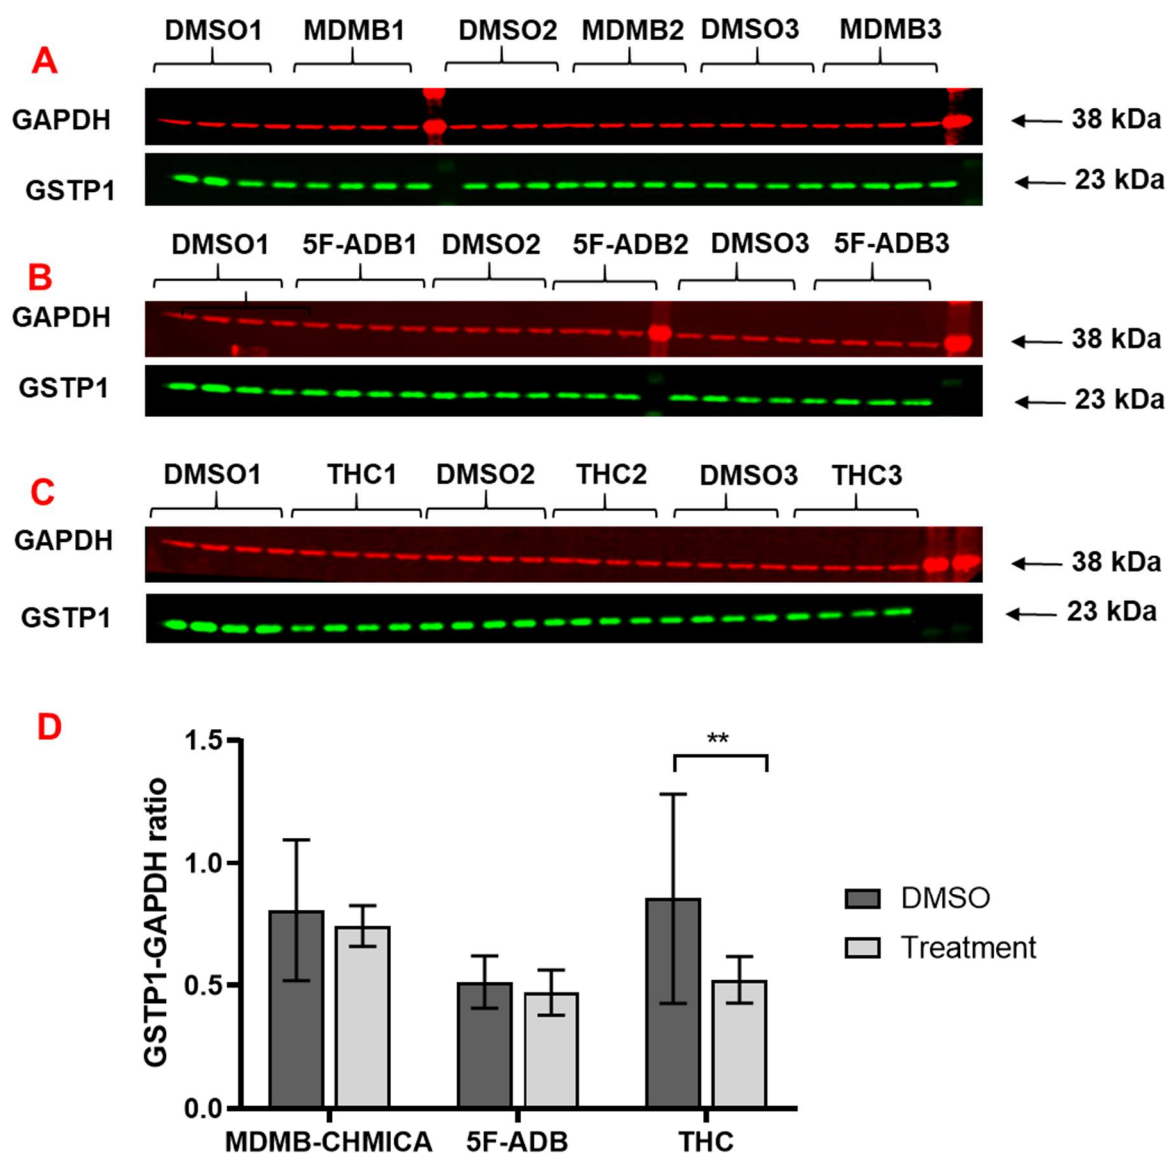 A
DMSO1 MDMB1 DMSO2 MDMB2 DMSO3 MDMB3
GAPDH 38 kDa
GSTP1 23 kDa
B
DMSO1 5F-ADB1 DMSO2 5F-ADB2 DMSO3 5F-ADB3
GAPDH 38 kDa
GSTP1 23 kDa
C
DMSO1 THC1 DMSO2 THC2 DMSO3 THC3
GAPDH 38 kDa
GSTP1 23 kDa
D
GSTP1-GAPDH ratio
1.5
1.0
0.5
0.0
**
DMSO
Treatment
MDMB-CHMICA 5F-ADB THC